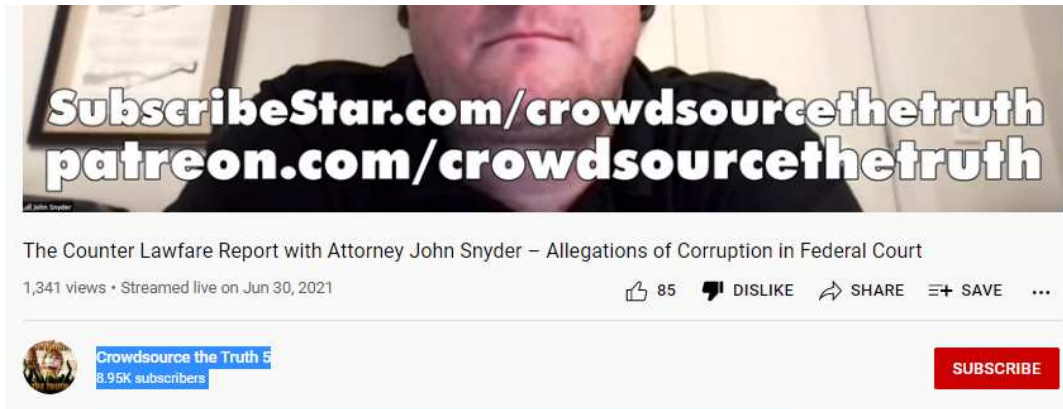 SubscribeStar.com/crowdsourcethetruth
patreon.com/crowdsourcethetruth
John Snyder
The Counter Lawfare Report with Attorney John Snyder – Allegations of Corruption in Federal Court
1,341 views • Streamed live on Jun 30, 2021
85 DISLIKE SHARE SAVE ...
Crowdsource the Truth 5
8.95K subscribers
SUBSCRIBE